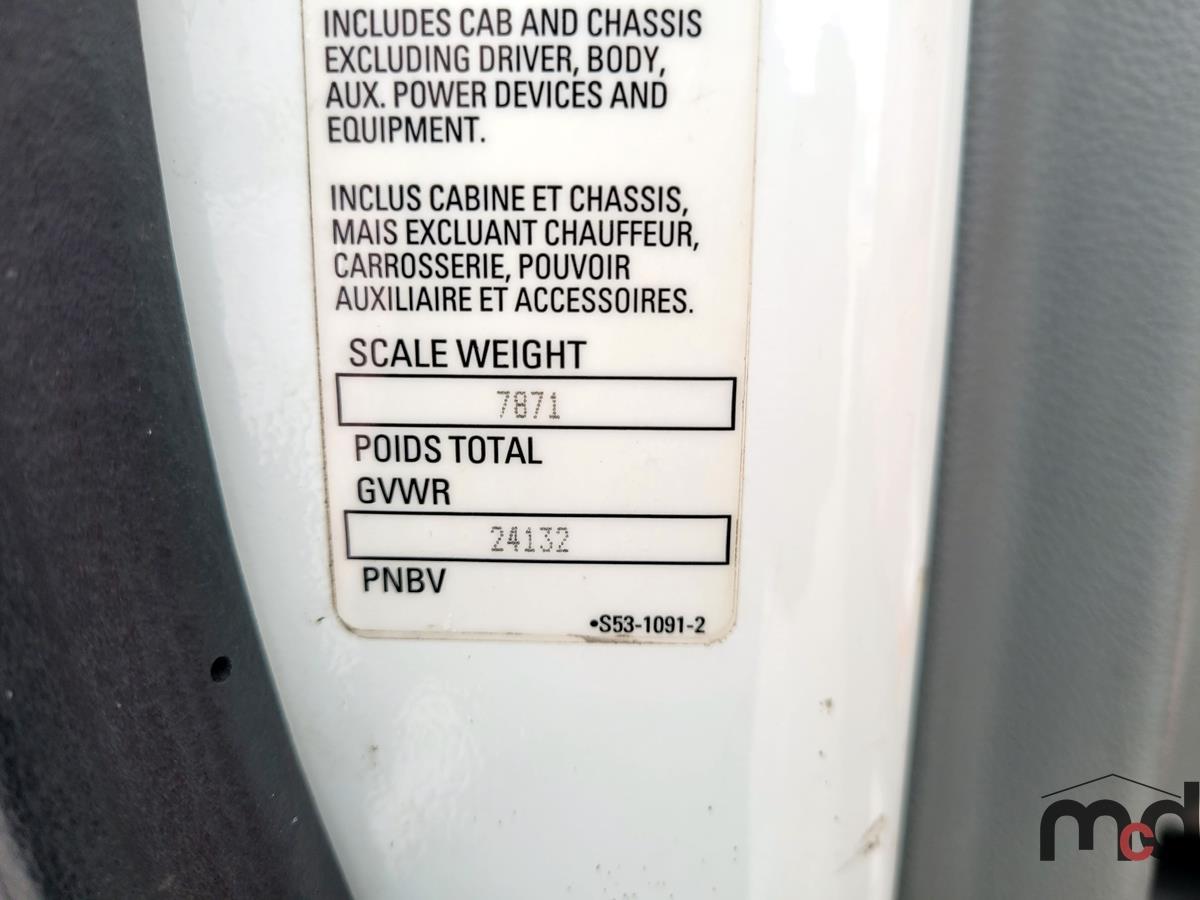 INCLUDES CAB AND CHASSIS
EXCLUDING DRIVER, BODY,
AUX. POWER DEVICES AND
EQUIPMENT.
INCLUS CABINE ET CHASSIS,
MAIS EXCLUANT CHAUFFEUR,
CARROSSERIE, POUVOIR
AUXILIAIRE ET ACCESSOIRES.
SCALE WEIGHT
7871
POIDS TOTAL
GVWR
24132
PNBV
•S53-1091-2
mcd